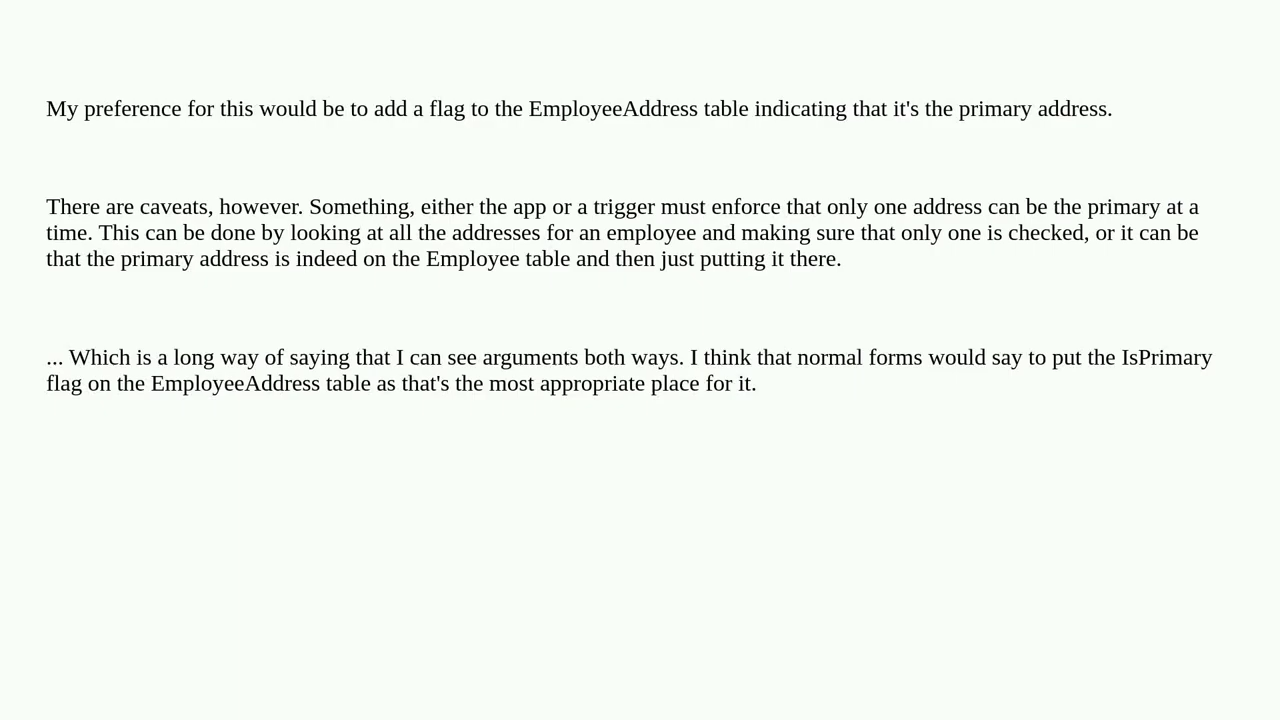 My preference for this would be to add a flag to the EmployeeAddress table indicating that it's the primary address.
There are caveats, however. Something, either the app or a trigger must enforce that only one address can be the primary at a
time. This can be done by looking at all the addresses for an employee and making sure that only one is checked, or it can be
that the primary address is indeed on the Employee table and then just putting it there.
... Which is a long way of saying that I can see arguments both ways. I think that normal forms would say to put the IsPrimary
flag on the EmployeeAddress table as that's the most appropriate place for it.